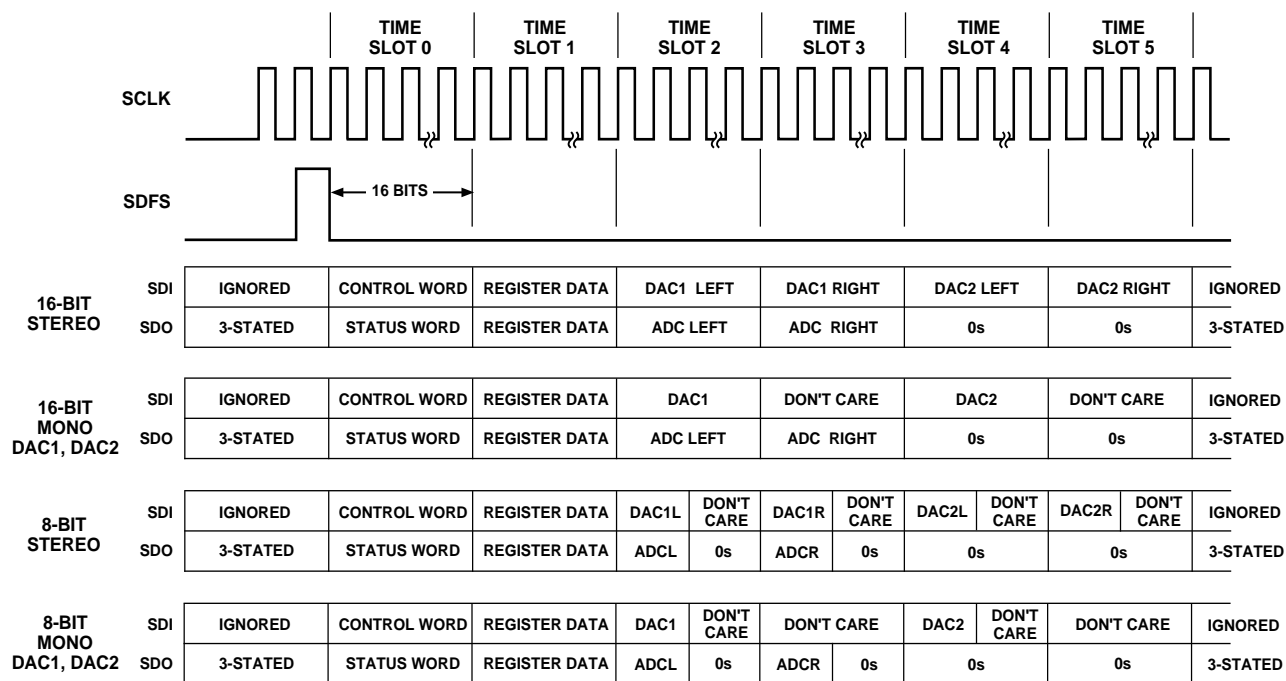 TIME SLOT 0
TIME SLOT 1
TIME SLOT 2
TIME SLOT 3
TIME SLOT 4
TIME SLOT 5
SCLK
SDFS
16 BITS
16-BIT STEREO
SDI IGNORED CONTROL WORD REGISTER DATA DAC1 LEFT DAC1 RIGHT DAC2 LEFT DAC2 RIGHT IGNORED
SDO 3-STATED STATUS WORD REGISTER DATA ADC LEFT ADC RIGHT 0s 0s 3-STATED
16-BIT MONO DAC1, DAC2
SDI IGNORED CONTROL WORD REGISTER DATA DAC1 DON'T CARE DAC2 DON'T CARE IGNORED
SDO 3-STATED STATUS WORD REGISTER DATA ADC LEFT ADC RIGHT 0s 0s 3-STATED
8-BIT STEREO
SDI IGNORED CONTROL WORD REGISTER DATA DAC1L DON'T CARE DAC1R DON'T CARE DAC2L DON'T CARE DAC2R DON'T CARE IGNORED
SDO 3-STATED STATUS WORD REGISTER DATA ADCL 0s ADCR 0s 0s 0s 3-STATED
8-BIT MONO DAC1, DAC2
SDI IGNORED CONTROL WORD REGISTER DATA DAC1 DON'T CARE DON'T CARE DAC2 DON'T CARE DON'T CARE IGNORED
SDO 3-STATED STATUS WORD REGISTER DATA ADCL 0s ADCR 0s 0s 0s 3-STATED